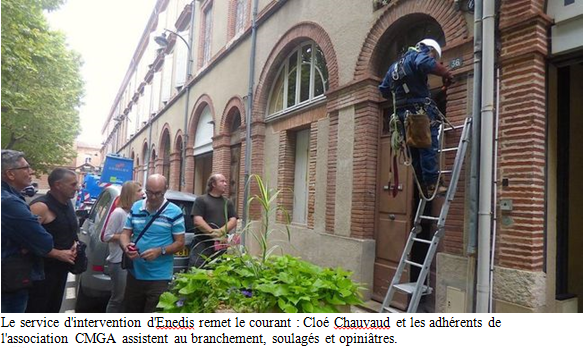 36
Le service d'intervention d'Enedis remet le courant : Cloé Chauvaud et les adhérents de
l'association CMGA assistent au branchement, soulagés et opiniâtres.